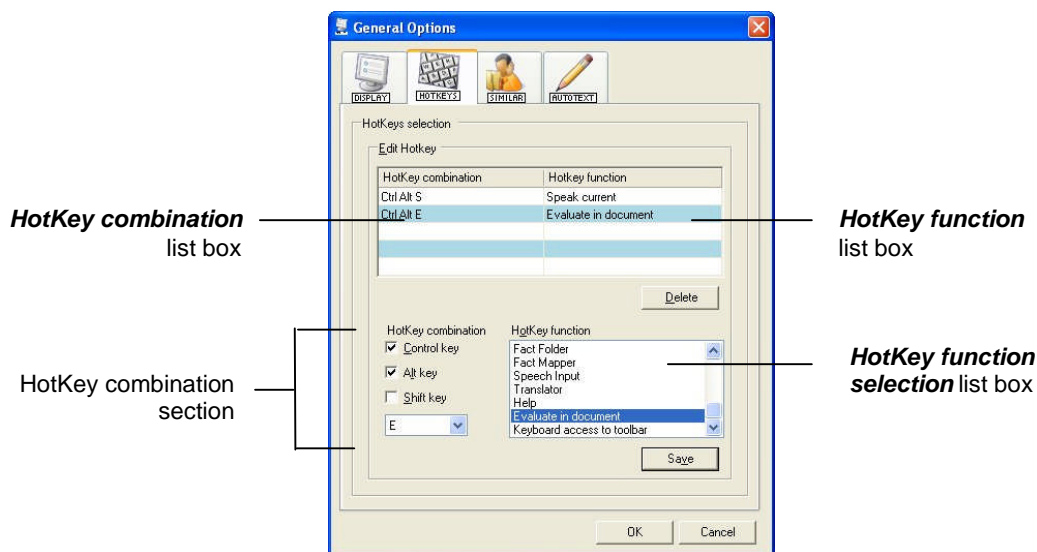 General Options
DISPLAY
HOTKEYS
SIMILAR
AUTOTEXT
HotKeys selection
Edit Hotkey
HotKey combination Hotkey function
Ctrl Alt S Speak current
Ctrl Alt E Evaluate in document
HotKey combination
list box
HotKey function
list box
Delete
HotKey combination
Control key
Alt key
Shift key
E
HotKey function
Fact Folder
Fact Mapper
Speech Input
Translator
Help
Evaluate in document
Keyboard access to toolbar
HotKey combination
section
HotKey function
selection list box
Save
OK Cancel